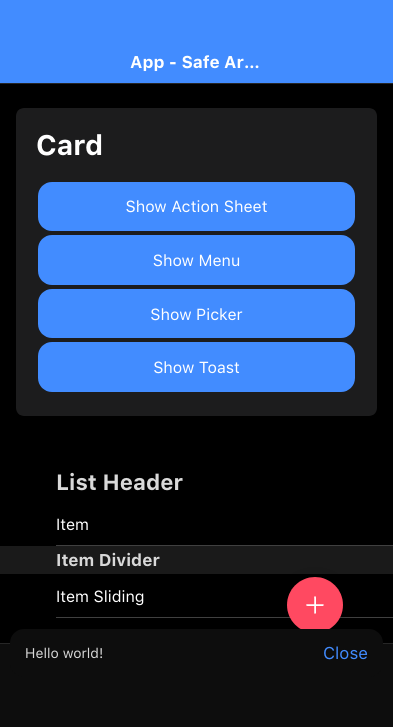 App - Safe Ar...
Card
Show Action Sheet
Show Menu
Show Picker
Show Toast
List Header
Item
Item Divider
Item Sliding
Hello world!
Close